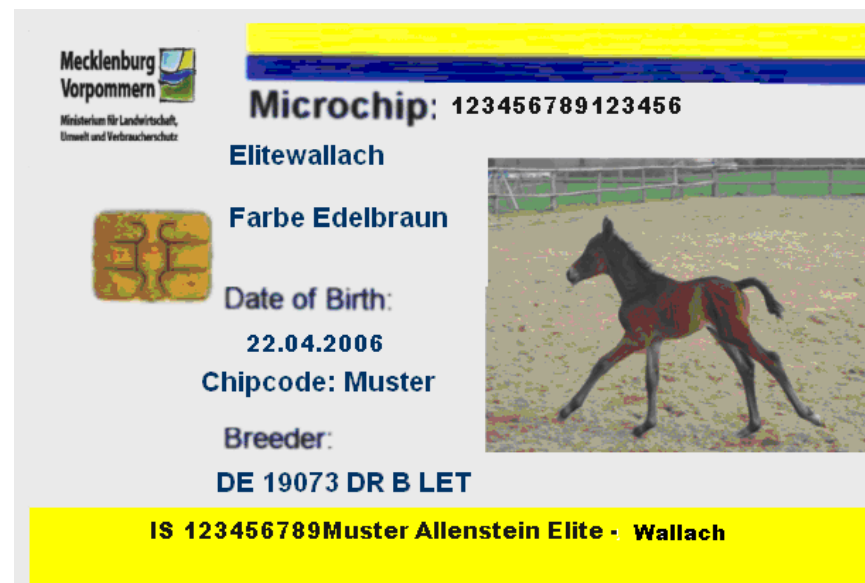 Mecklenburg
Vorpommern
Ministerium für Landwirtschaft,
Umwelt und Verbraucherschutz
Microchip: 123456789123456
Elitewallach
Farbe Edelbraun
Date of Birth:
22.04.2006
Chipcode: Muster
Breeder:
DE 19073 DR B LET
IS 123456789Muster Allenstein Elite - Wallach